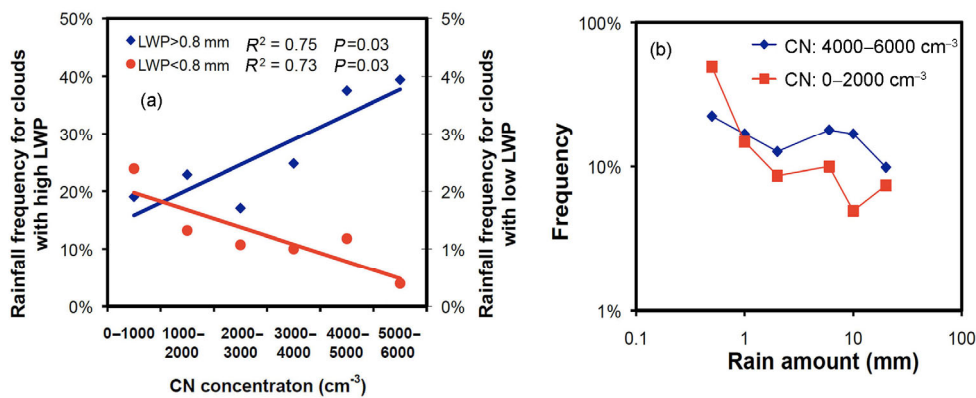 50%
40%
30%
20%
10%
0%
Rainfall frequency for clouds
with high LWP
LWP>0.8 mm R² = 0.75 P=0.03
LWP<0.8 mm R² = 0.73 P=0.03
(a)
5%
4%
3%
2%
1%
0%
Rainfall frequency for clouds
with low LWP
0–1000 1000– 2000– 3000– 4000– 5000–
2000 3000 4000 5000 6000
CN concentraton (cm⁻³)
100%
10%
1%
Frequency
(b)
CN: 4000–6000 cm⁻³
CN: 0–2000 cm⁻³
0.1 1 10 100
Rain amount (mm)